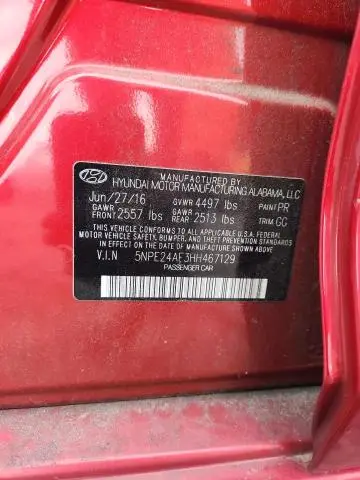 MANUFACTURED BY
HYUNDAI MOTOR MANUFACTURING ALABAMA, LLC
Jun/27/16 GVWR 4497 lbs PAINT PR
GAWR FRONT 2557 lbs GAWR REAR 2513 lbs TRIM GC
THIS VEHICLE CONFORMS TO ALL APPLICABLE U.S.A. FEDERAL
MOTOR VEHICLE SAFETY, BUMPER, AND THEFT PREVENTION
STANDARDS IN EFFECT ON THE DATE OF MANUFACTURE SHOWN ABOVE.
V.I.N 5NPE24AF3HH467129
PASSENGER CAR